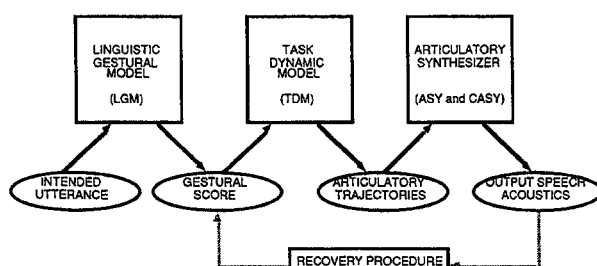 LINGUISTIC
GESTURAL
MODEL
(LGM)
TASK
DYNAMIC
MODEL
(TDM)
ARTICULATORY
SYNTHESIZER
(ASY and CASY)
INTENDED
UTTERANCE
GESTURAL
SCORE
ARTICULATORY
TRAJECTORIES
OUTPUT SPEECH
ACOUSTICS
RECOVERY PROCEDURE